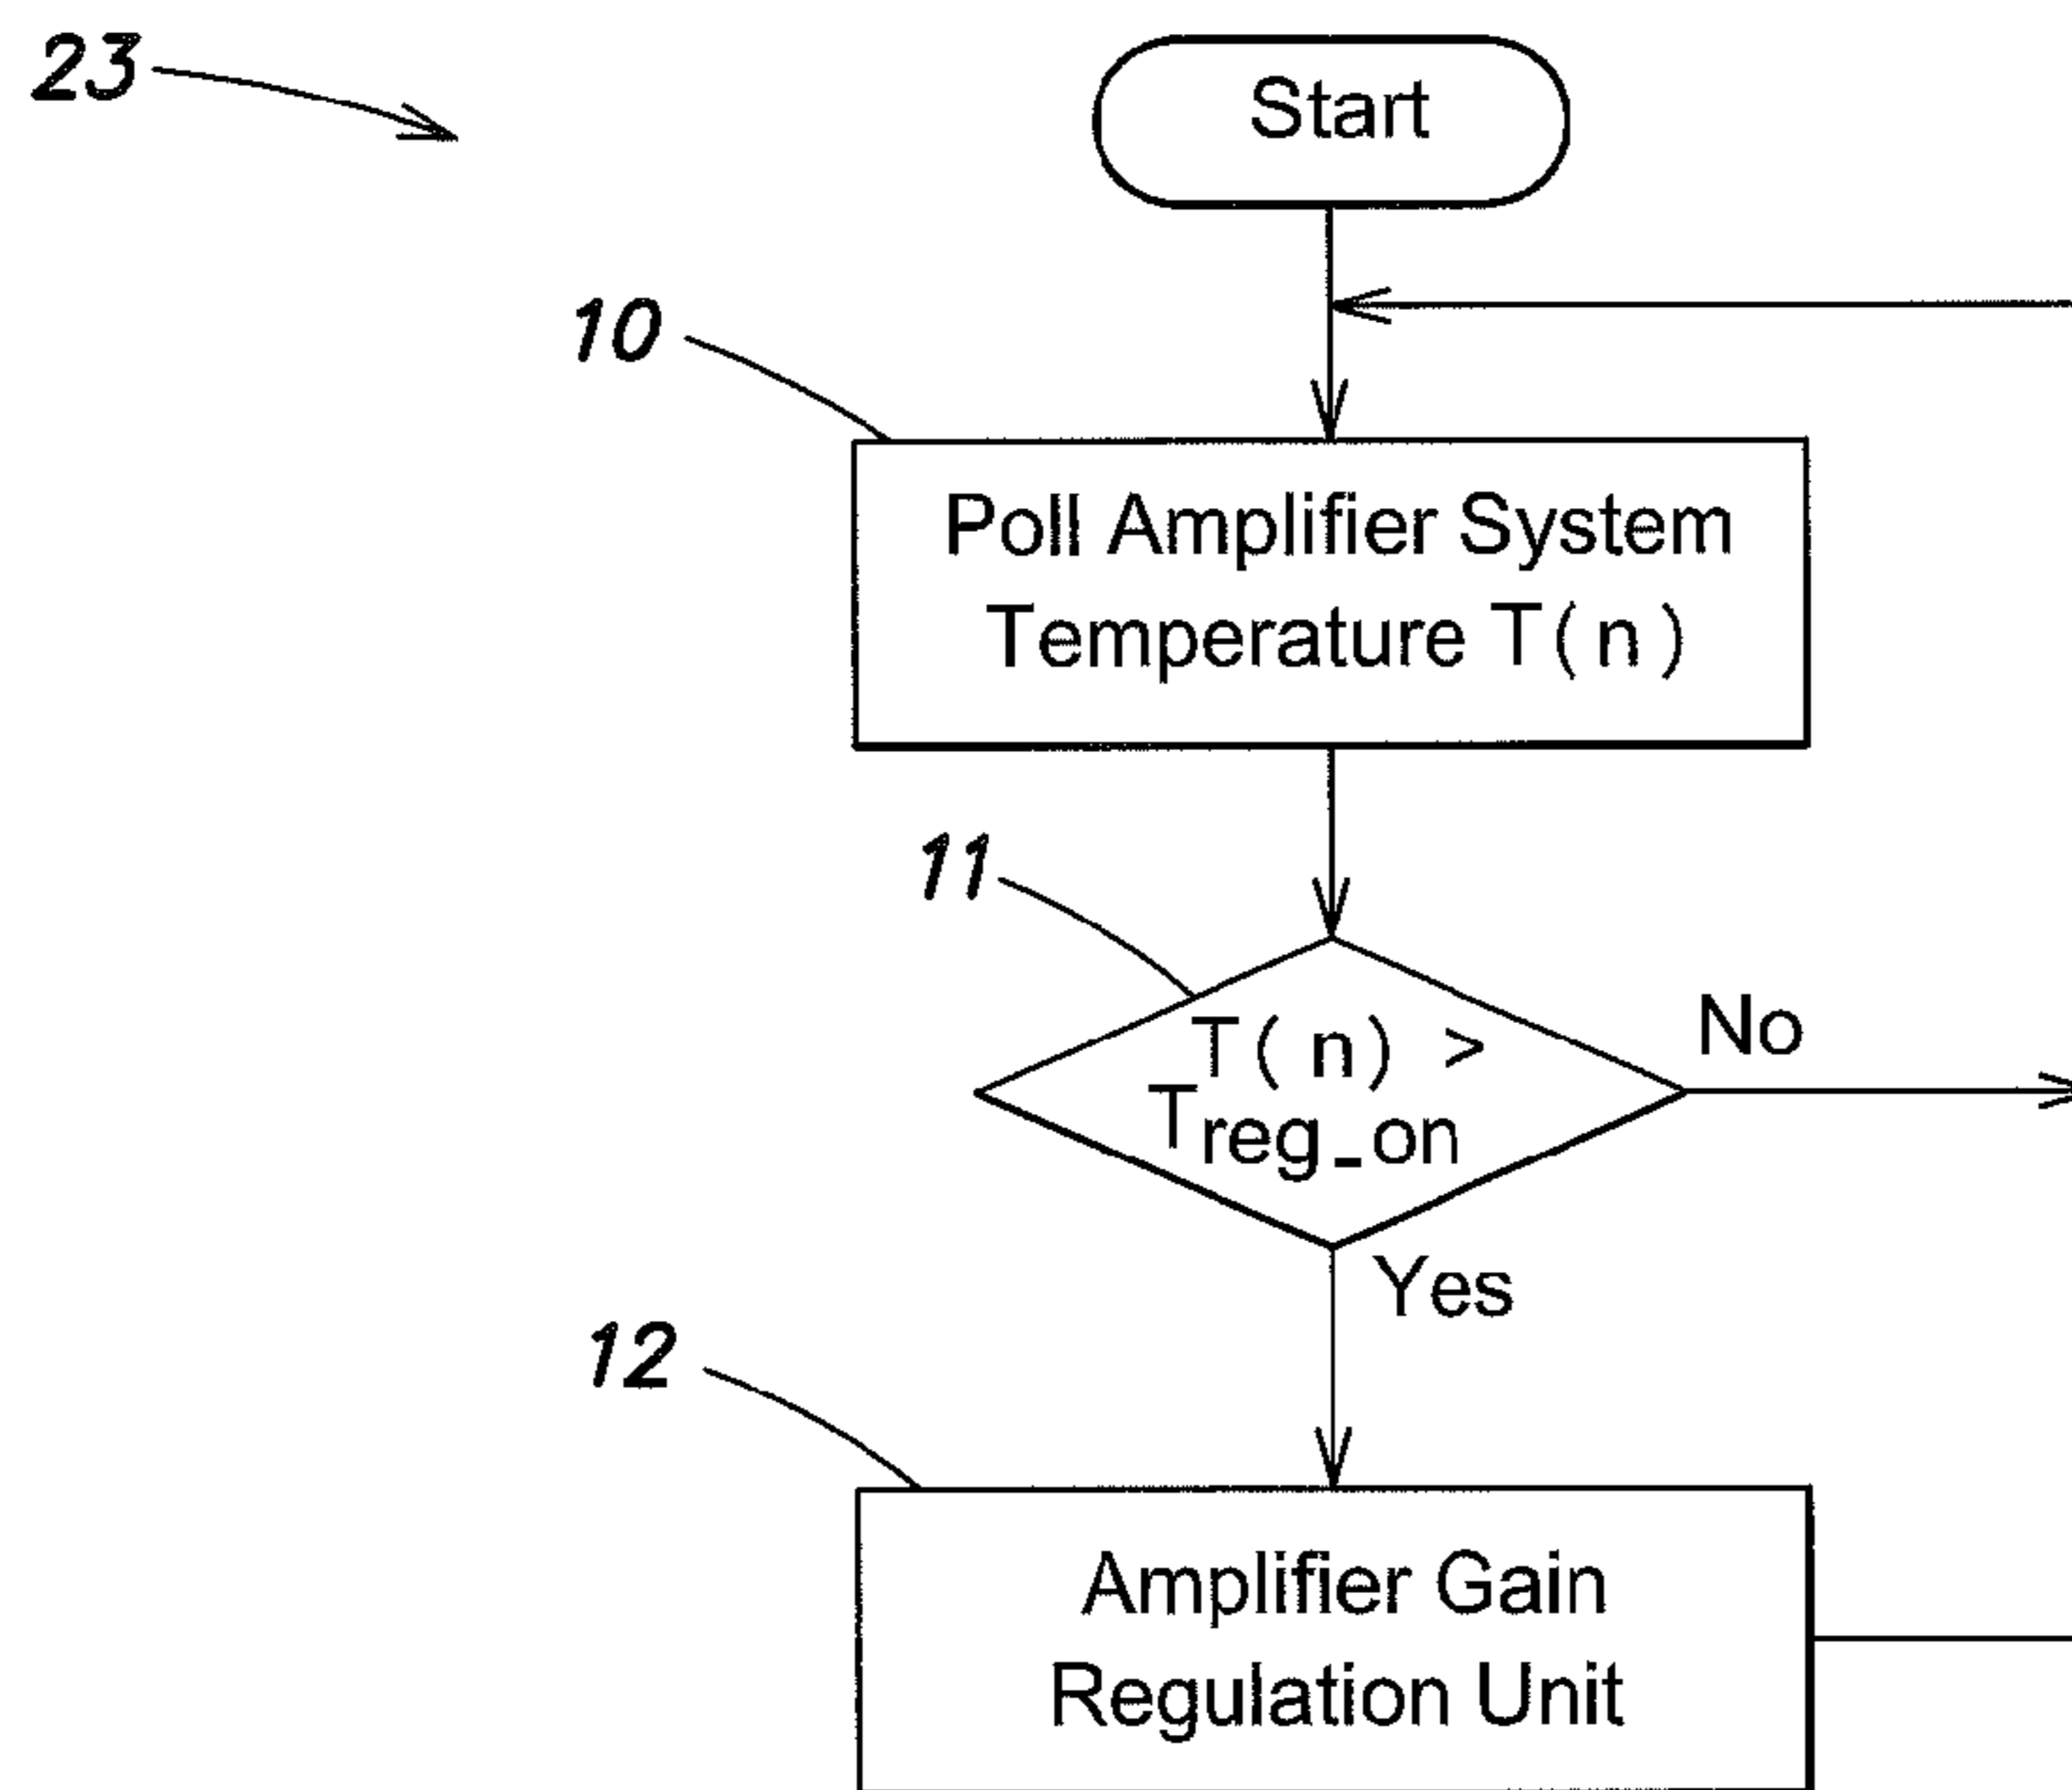 23
Start
10
Poll Amplifier System
Temperature T(n)
11
T(n) >
Treg_on
No
Yes
12
Amplifier Gain
Regulation Unit